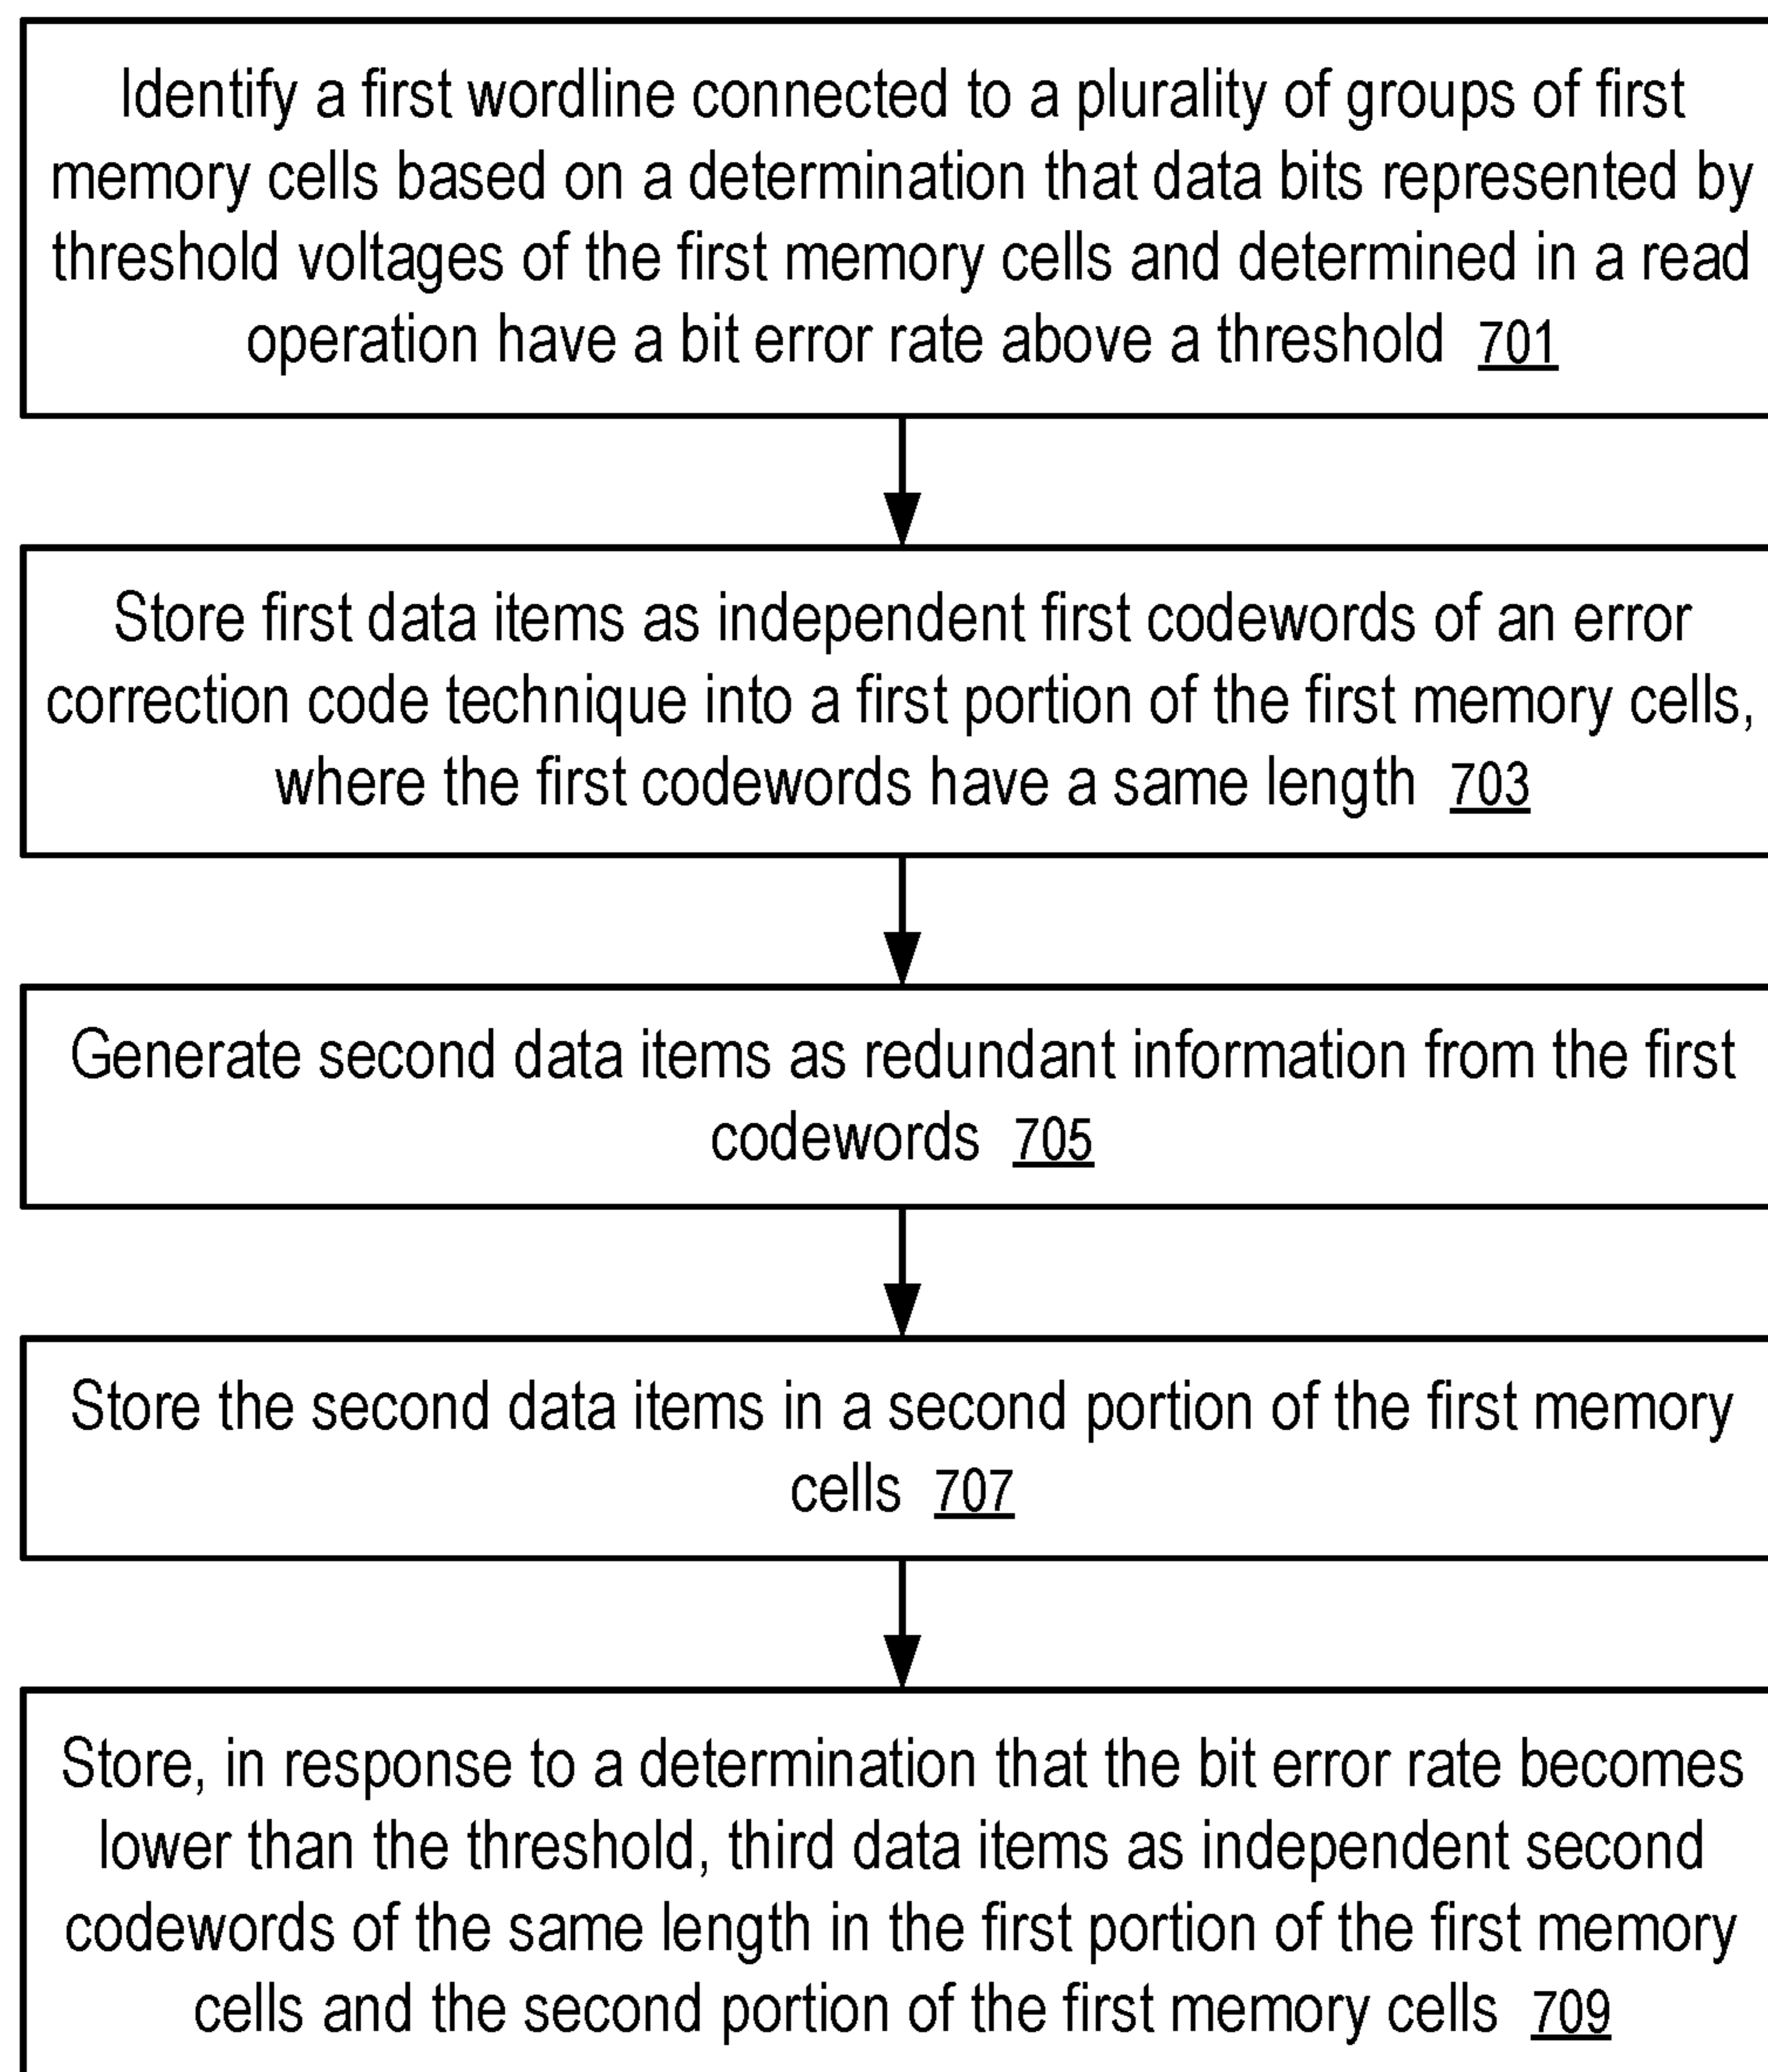 Identify a first wordline connected to a plurality of groups of first
memory cells based on a determination that data bits represented by
threshold voltages of the first memory cells and determined in a read
operation have a bit error rate above a threshold 701
Store first data items as independent first codewords of an error
correction code technique into a first portion of the first memory cells,
where the first codewords have a same length 703
Generate second data items as redundant information from the first
codewords 705
Store the second data items in a second portion of the first memory
cells 707
Store, in response to a determination that the bit error rate becomes
lower than the threshold, third data items as independent second
codewords of the same length in the first portion of the first memory
cells and the second portion of the first memory cells 709